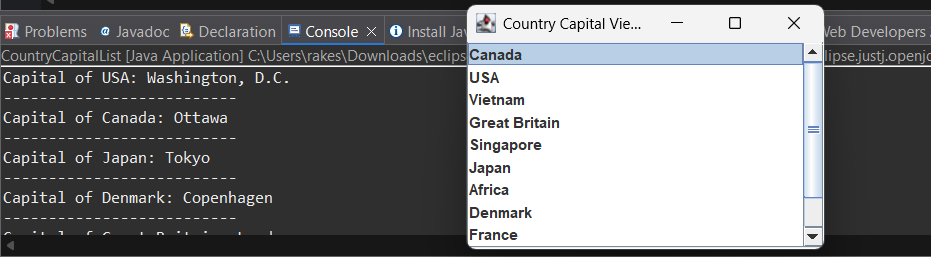 Problems @ Javadoc Declaration Console × Install Jav
CountryCapitalList [Java Application] C:\Users\rakes\Downloads\eclips
Capital of USA: Washington, D.C.
--------------------------
Capital of Canada: Ottawa
--------------------------
Capital of Japan: Tokyo
--------------------------
Capital of Denmark: Copenhagen
--------------------------
Country Capital Vie...
Canada
USA
Vietnam
Great Britain
Singapore
Japan
Africa
Denmark
France
Web Developers
lipse.justj.openjc